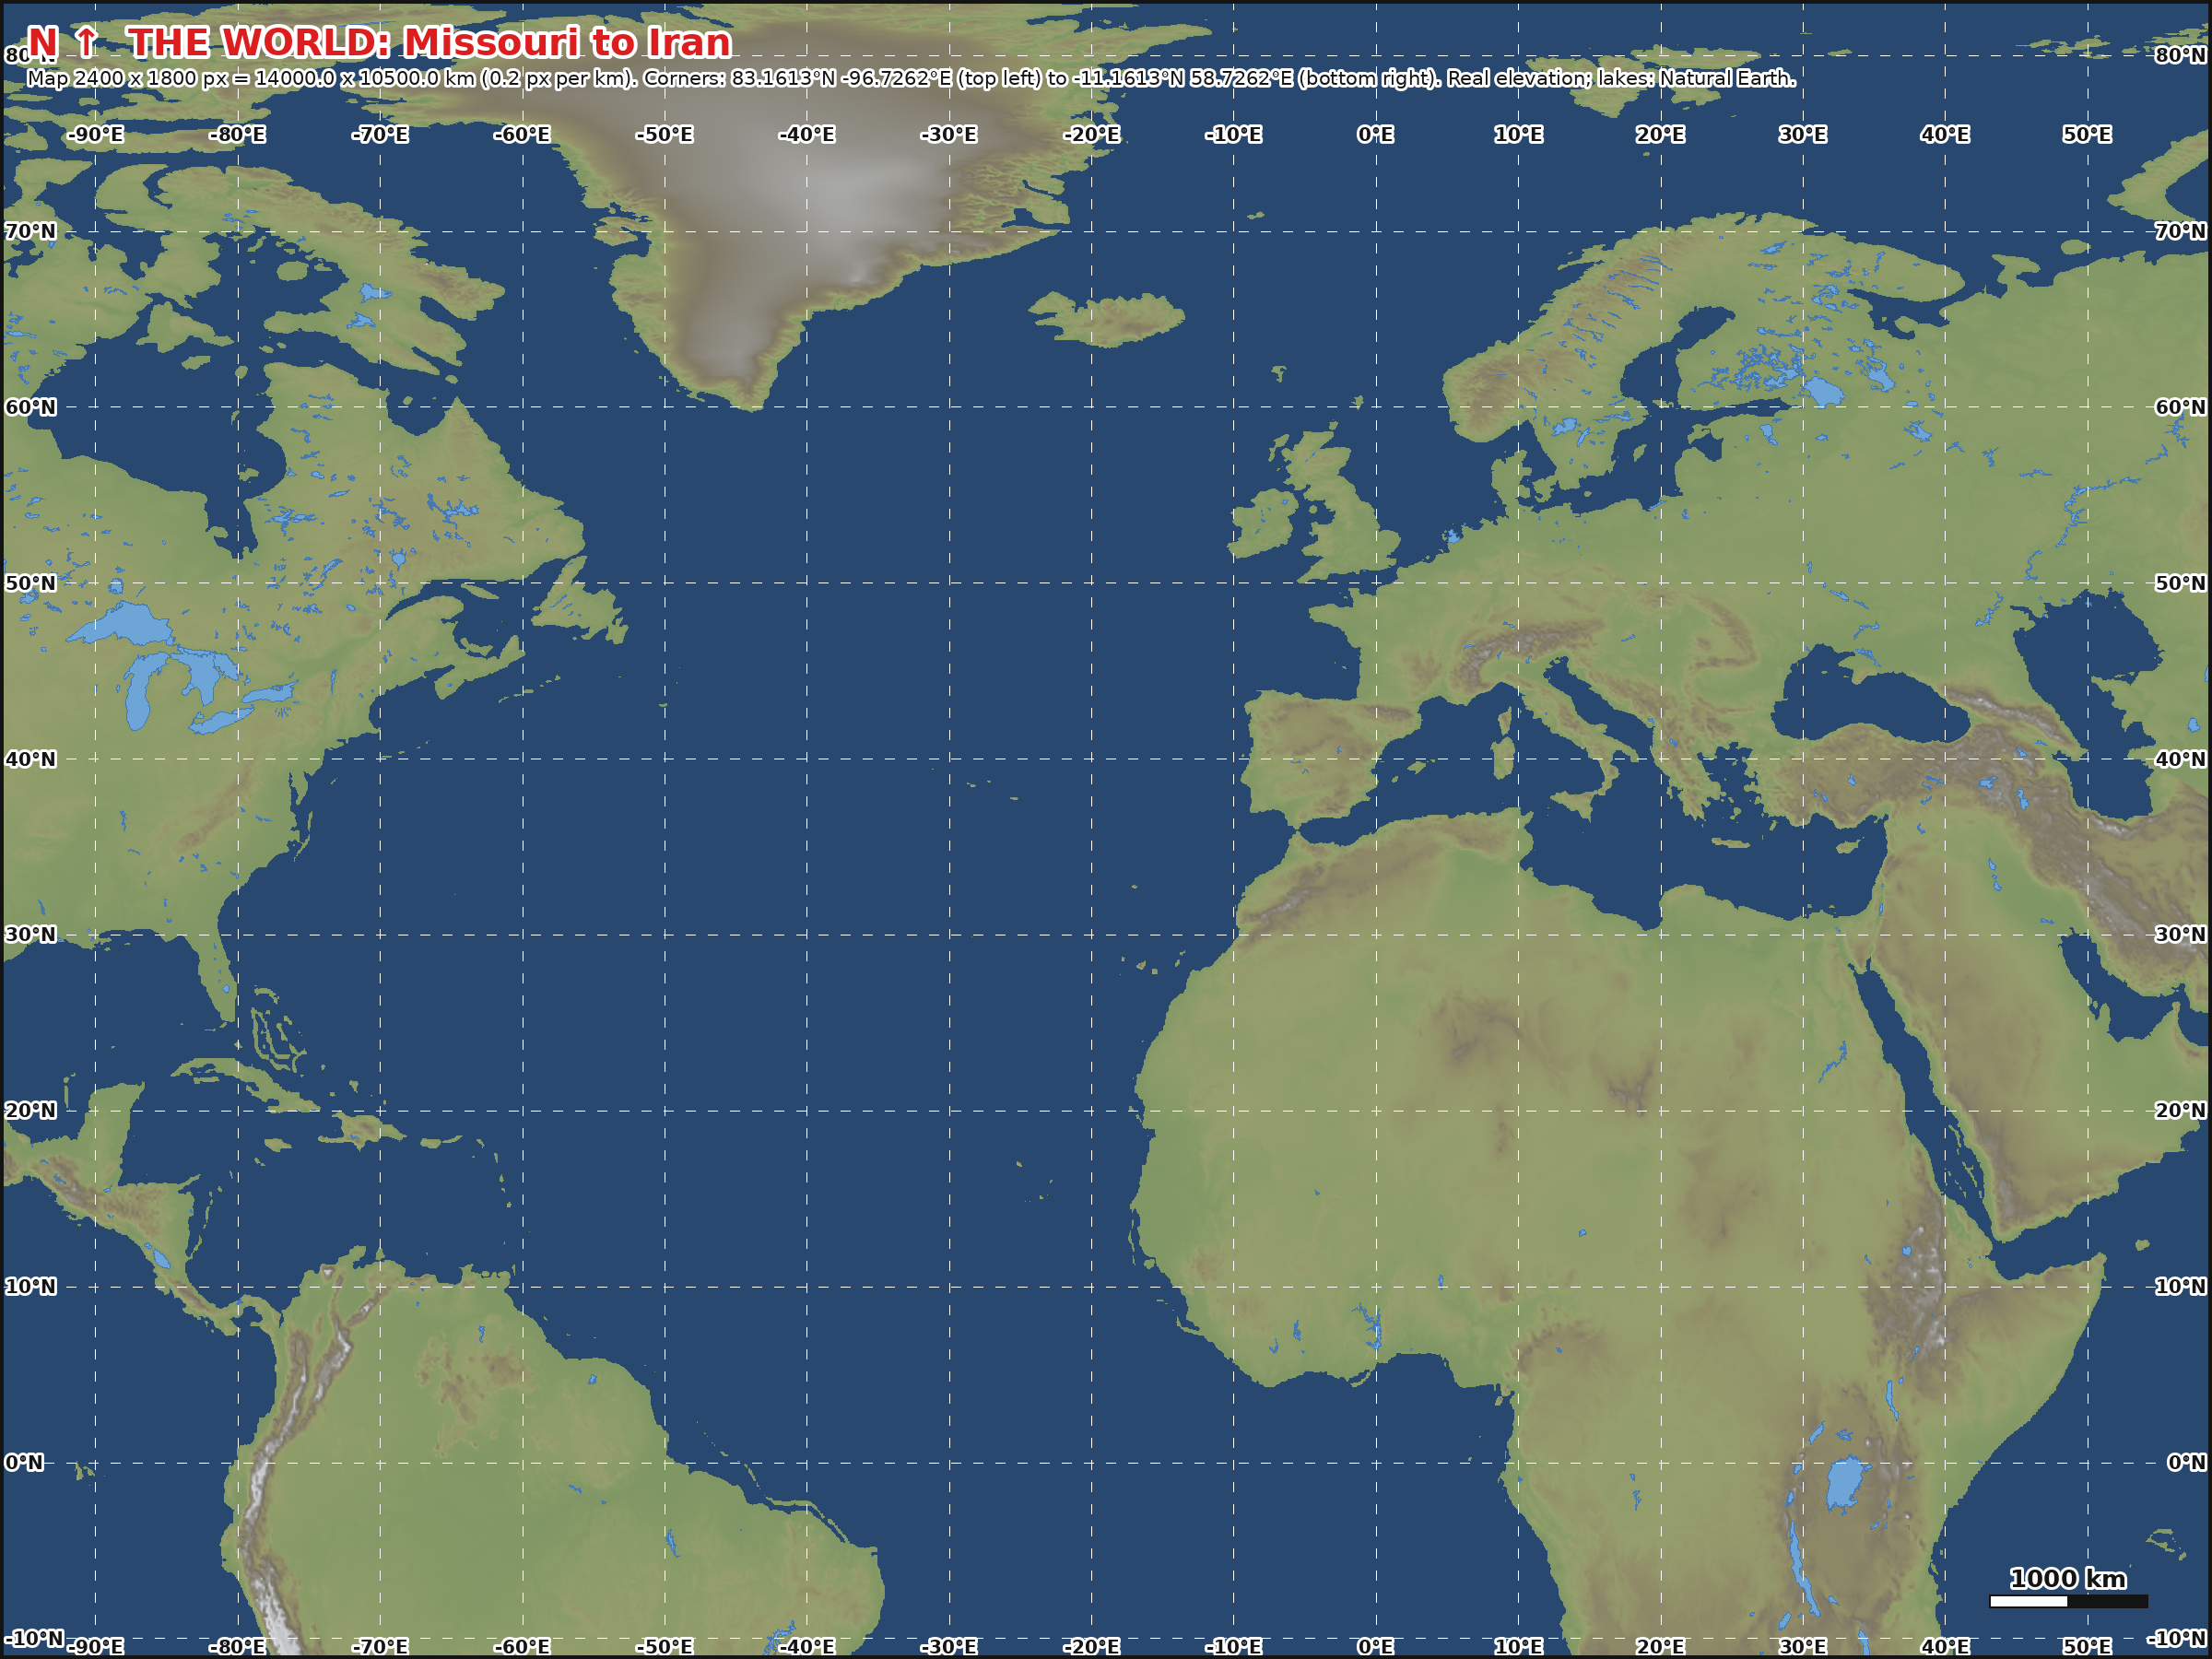 N ↑ THE WORLD: Missouri to Iran
80°N 80°N
Map 2400 x 1800 px = 14000.0 x 10500.0 km (0.2 px per km). Corners: 83.1613°N -96.7262°E (top left) to -11.1613°N 58.7262°E (bottom right). Real elevation; lakes: Natural Earth.
-90°E -80°E -70°E -60°E -50°E -40°E -30°E -20°E -10°E 0°E 10°E 20°E 30°E 40°E 50°E
70°N 70°N
60°N 60°N
50°N 50°N
40°N 40°N
30°N 30°N
20°N 20°N
10°N 10°N
0°N 0°N
1000 km
-10°N -10°N
-90°E -80°E -70°E -60°E -50°E -40°E -30°E -20°E -10°E 0°E 10°E 20°E 30°E 40°E 50°E